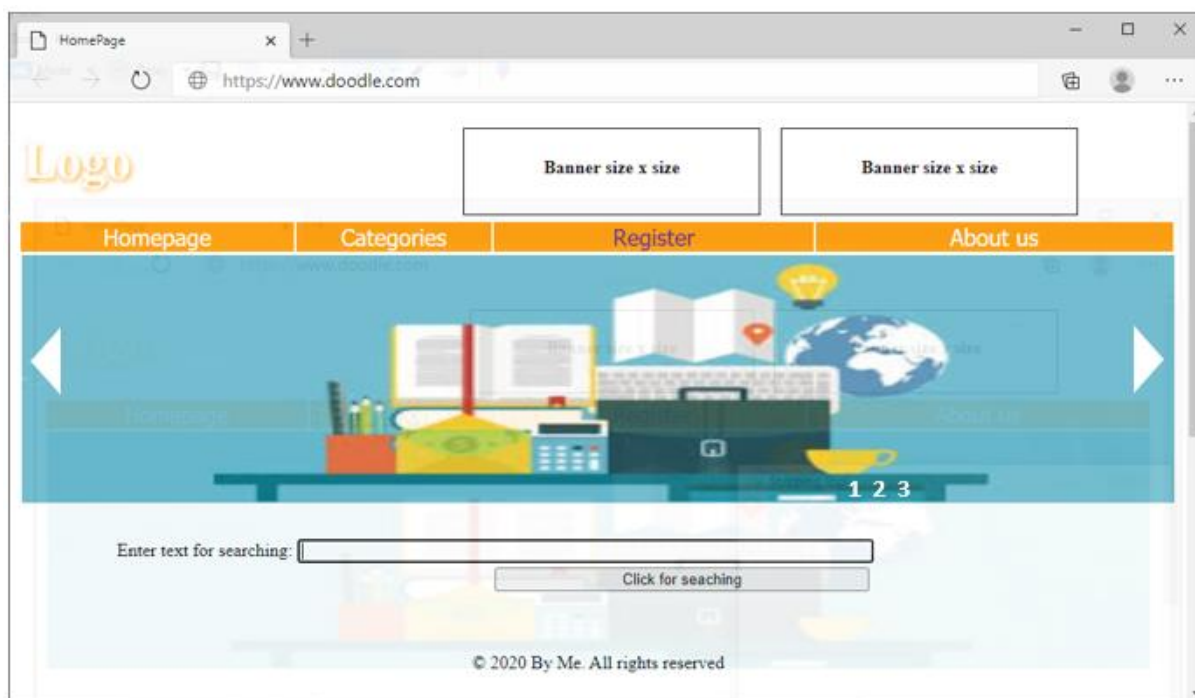 HomePage
https://www.doodle.com
Logo
Banner size x size
Banner size x size
Homepage Categories Register About us
1 2 3
Enter text for searching:
Click for seaching
© 2020 By Me. All rights reserved